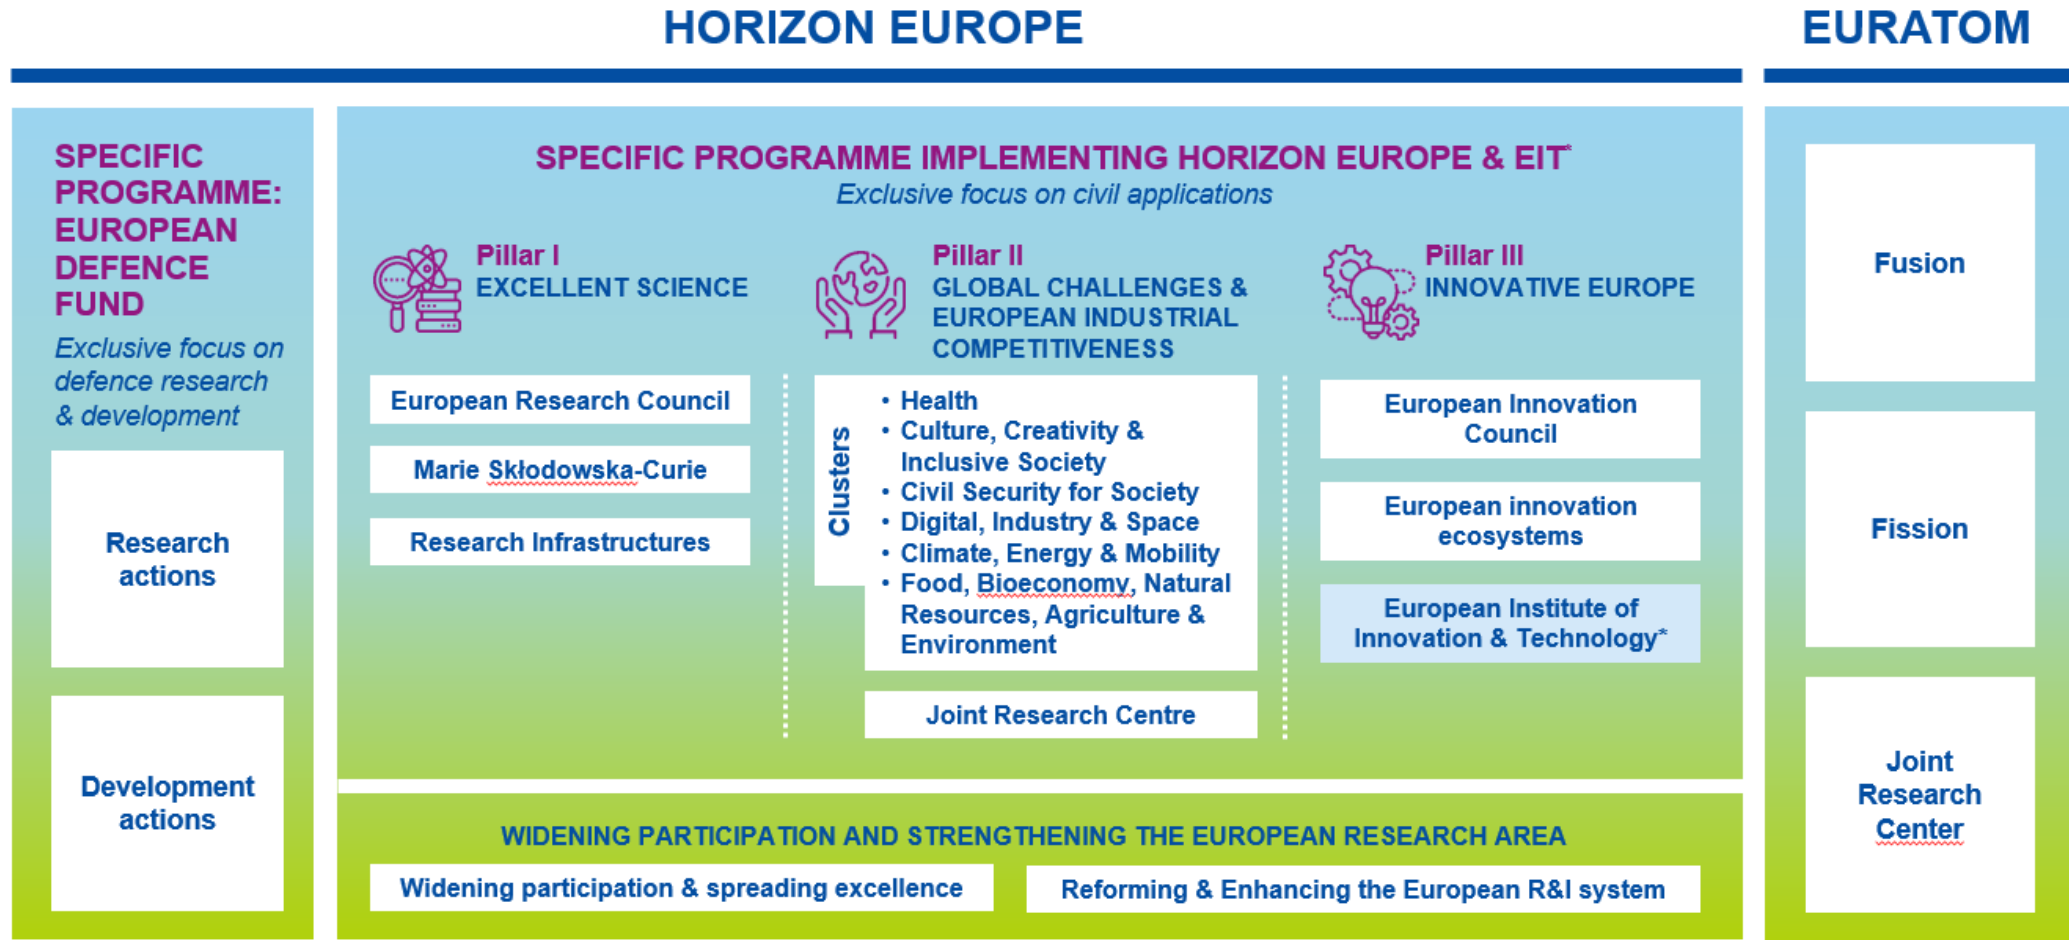 HORIZON EUROPE
EURATOM
SPECIFIC
PROGRAMME:
EUROPEAN
DEFENCE
FUND
Exclusive focus on
defence research
& development
Research
actions
Development
actions
SPECIFIC PROGRAMME IMPLEMENTING HORIZON EUROPE & EIT*
Exclusive focus on civil applications
Pillar I
EXCELLENT SCIENCE
European Research Council
Marie Skłodowska-Curie
Research Infrastructures
Pillar II
GLOBAL CHALLENGES &
EUROPEAN INDUSTRIAL
COMPETITIVENESS
Clusters
• Health
• Culture, Creativity &
Inclusive Society
• Civil Security for Society
• Digital, Industry & Space
• Climate, Energy & Mobility
• Food, Bioeconomy, Natural
Resources, Agriculture &
Environment
Joint Research Centre
Pillar III
INNOVATIVE EUROPE
European Innovation
Council
European innovation
ecosystems
European Institute of
Innovation & Technology*
WIDENING PARTICIPATION AND STRENGTHENING THE EUROPEAN RESEARCH AREA
Widening participation & spreading excellence
Reforming & Enhancing the European R&I system
Fusion
Fission
Joint
Research
Center